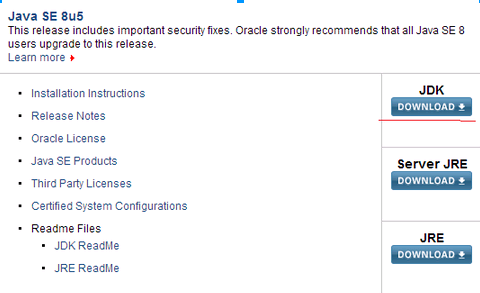 Java SE 8u5
This release includes important security fixes. Oracle strongly recommends that all Java SE 8
users upgrade to this release.
Learn more
Installation Instructions
Release Notes
Oracle License
Java SE Products
Third Party Licenses
Certified System Configurations
Readme Files
JDK ReadMe
JRE ReadMe
JDK
DOWNLOAD
Server JRE
DOWNLOAD
JRE
DOWNLOAD